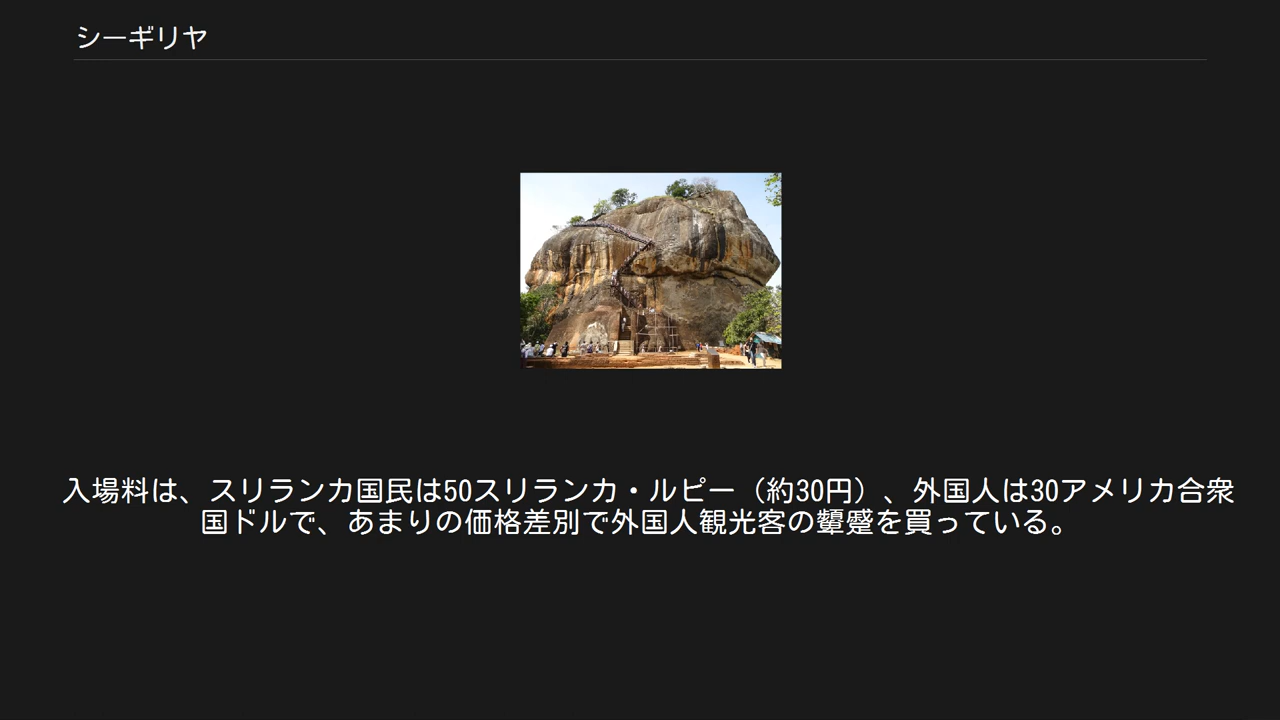 シーギリヤ
入場料は、スリランカ国民は50スリランカ・ルピー（約30円）、外国人は30アメリカ合衆
国ドルで、あまりの価格差別で外国人観光客の顰蹙を買っている。